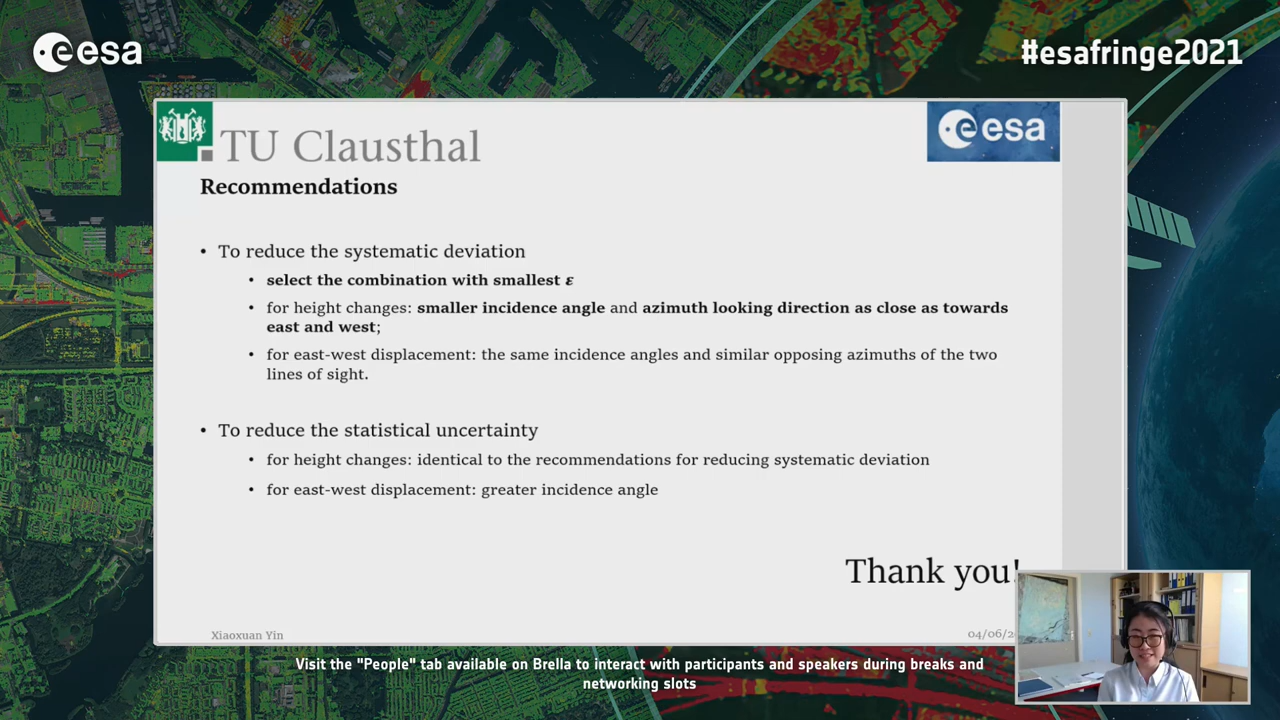 esa
#esafringe2021
TU Clausthal
esa
Recommendations
• To reduce the systematic deviation
• select the combination with smallest ε
• for height changes: smaller incidence angle and azimuth looking direction as close as towards
east and west;
• for east-west displacement: the same incidence angles and similar opposing azimuths of the two
lines of sight.
• To reduce the statistical uncertainty
• for height changes: identical to the recommendations for reducing systematic deviation
• for east-west displacement: greater incidence angle
Thank you!
Xiaoxuan Yin
04/06/2
Visit the "People" tab available on Brella to interact with participants and speakers during breaks and
networking slots